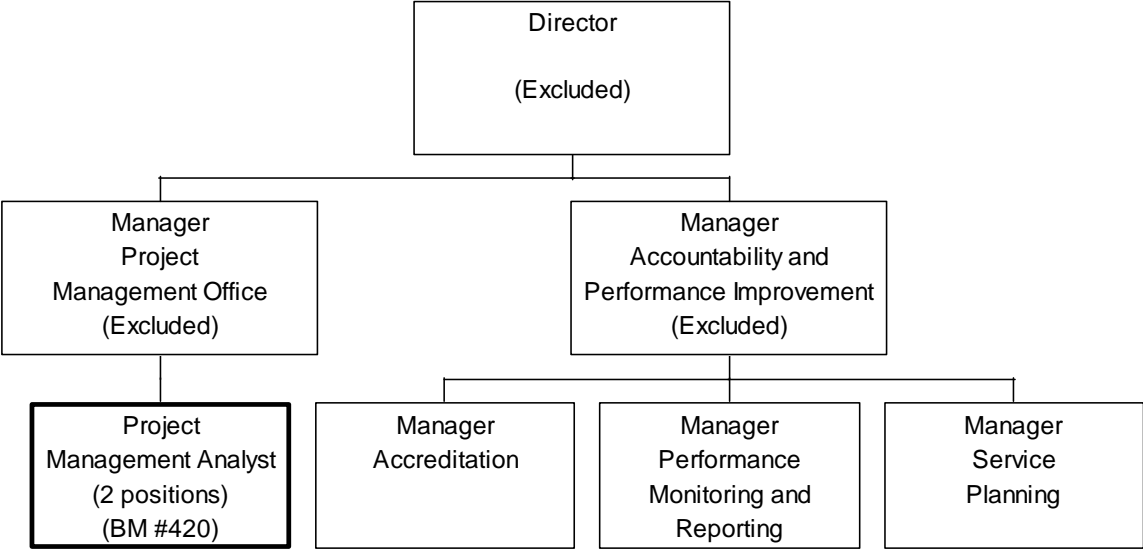 Director
(Excluded)
Manager
Project
Management Office
(Excluded)
Manager
Accountability and
Performance Improvement
(Excluded)
Project
Management Analyst
(2 positions)
(BM #420)
Manager
Accreditation
Manager
Performance
Monitoring and
Reporting
Manager
Service
Planning